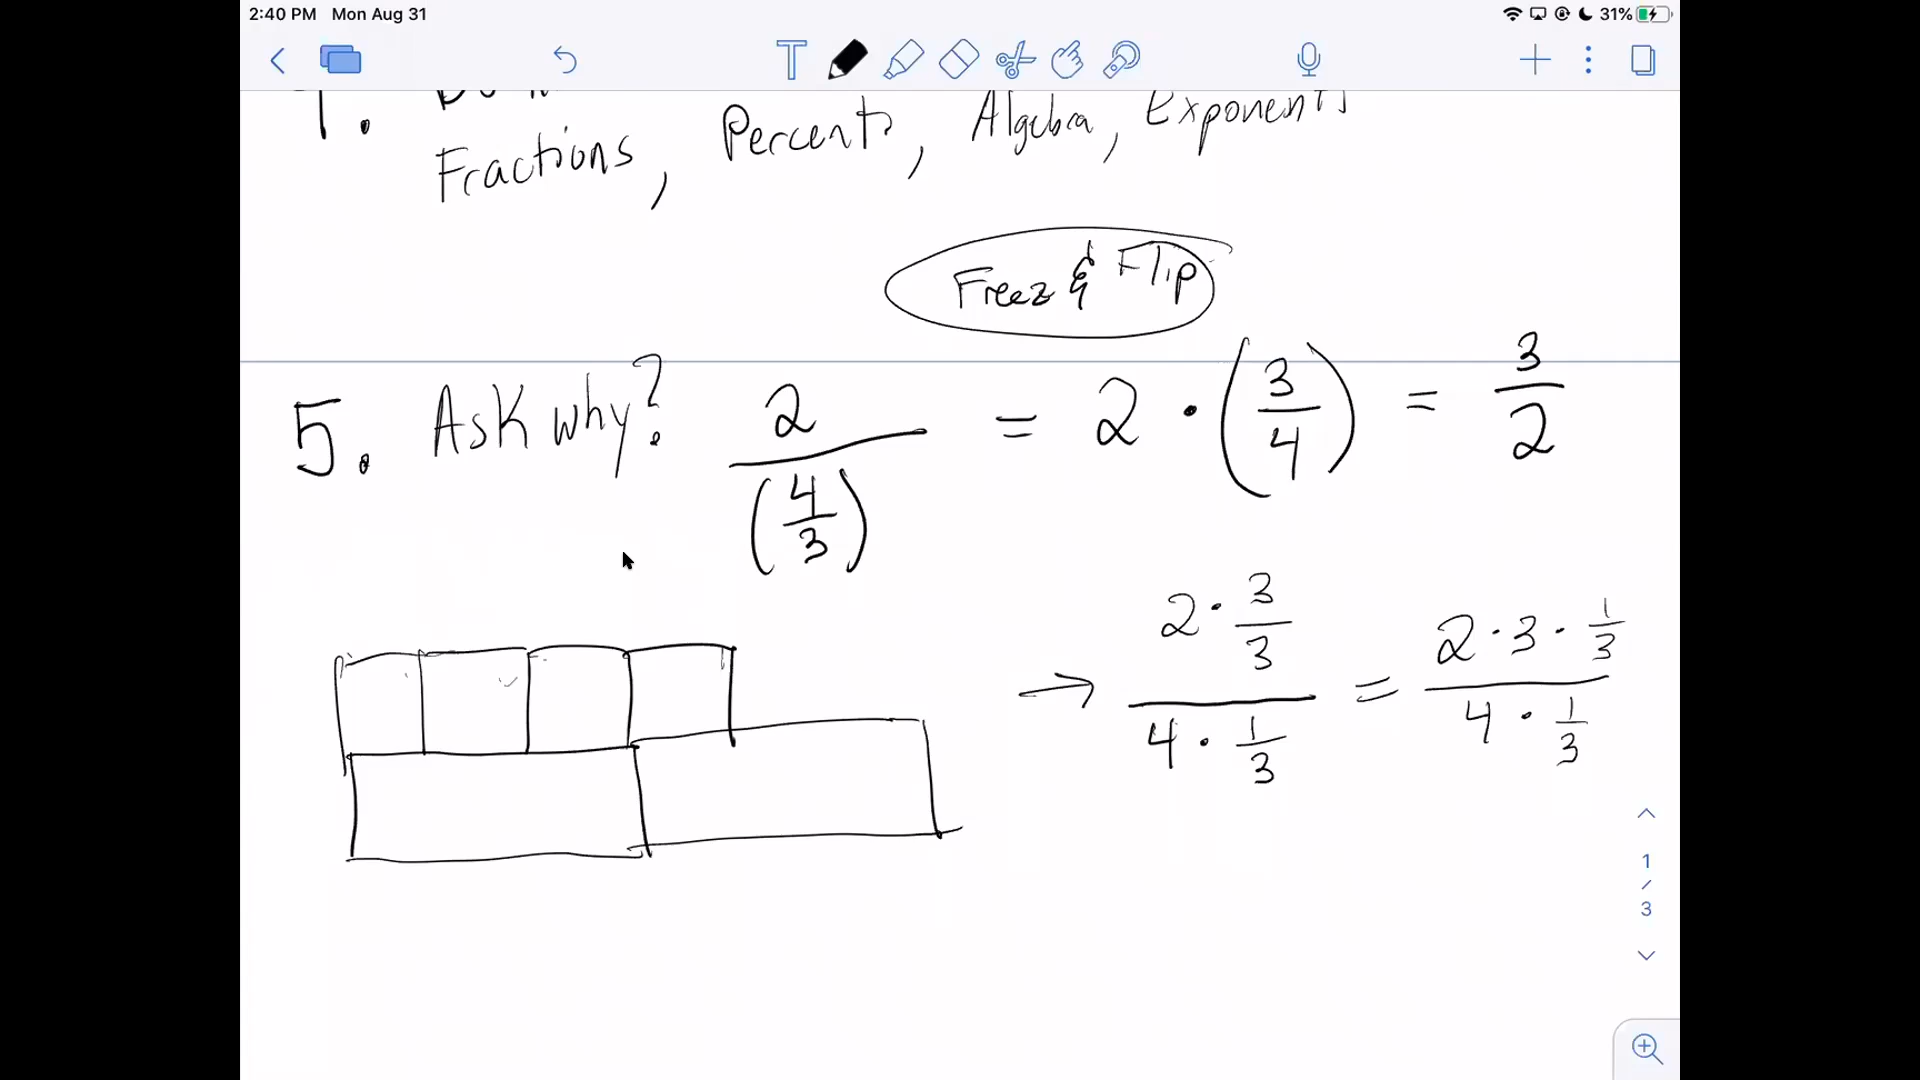 2:40 PM Mon Aug 31
31%
T
Percents, Algebra, Exponents
Fractions,
Freez & Flip
5. Ask why? 2 / (4/3) = 2 · (3/4) = 3/2
→ 2 · 3/3 / 4 · 1/3 = 2 · 3 · 1/3 / 4 · 1/3
1
/
3